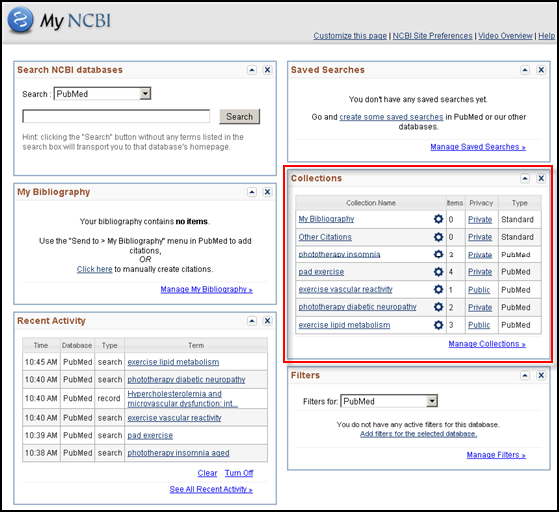 My NCBI
Customize this page | NCBI Site Preferences | Video Overview | Help
Search NCBI databases
Search : PubMed
Search
Hint: clicking the "Search" button without any terms listed in the
search box will transport you to that database's homepage.
My Bibliography
Your bibliography contains no items.
Use the "Send to > My Bibliography" menu in PubMed to add
citations,
OR
Click here to manually create citations.
Manage My Bibliography »
Recent Activity
Time Database Type Term
10:45 AM PubMed search exercise lipid metabolism
10:40 AM PubMed search phototherapy diabetic neuropathy
10:40 AM PubMed record Hypercholesterolemia and
microvascular dysfunction: int...
10:40 AM PubMed search exercise vascular reactivity
10:39 AM PubMed search pad exercise
10:38 AM PubMed search phototherapy insomnia aged
Clear Turn Off
See All Recent Activity »
Saved Searches
You don't have any saved searches yet.
Go and create some saved searches in PubMed or our other
databases.
Manage Saved Searches »
Collections
Collection Name Items Privacy Type
My Bibliography 0 Private Standard
Other Citations 0 Private Standard
phototherapy insomnia 3 Private PubMed
pad exercise 4 Private PubMed
exercise vascular reactivity 1 Public PubMed
phototherapy diabetic neuropathy 2 Private PubMed
exercise lipid metabolism 3 Public PubMed
Manage Collections »
Filters
Filters for: PubMed
You do not have any active filters for this database.
Add filters for the selected database.
Manage Filters »